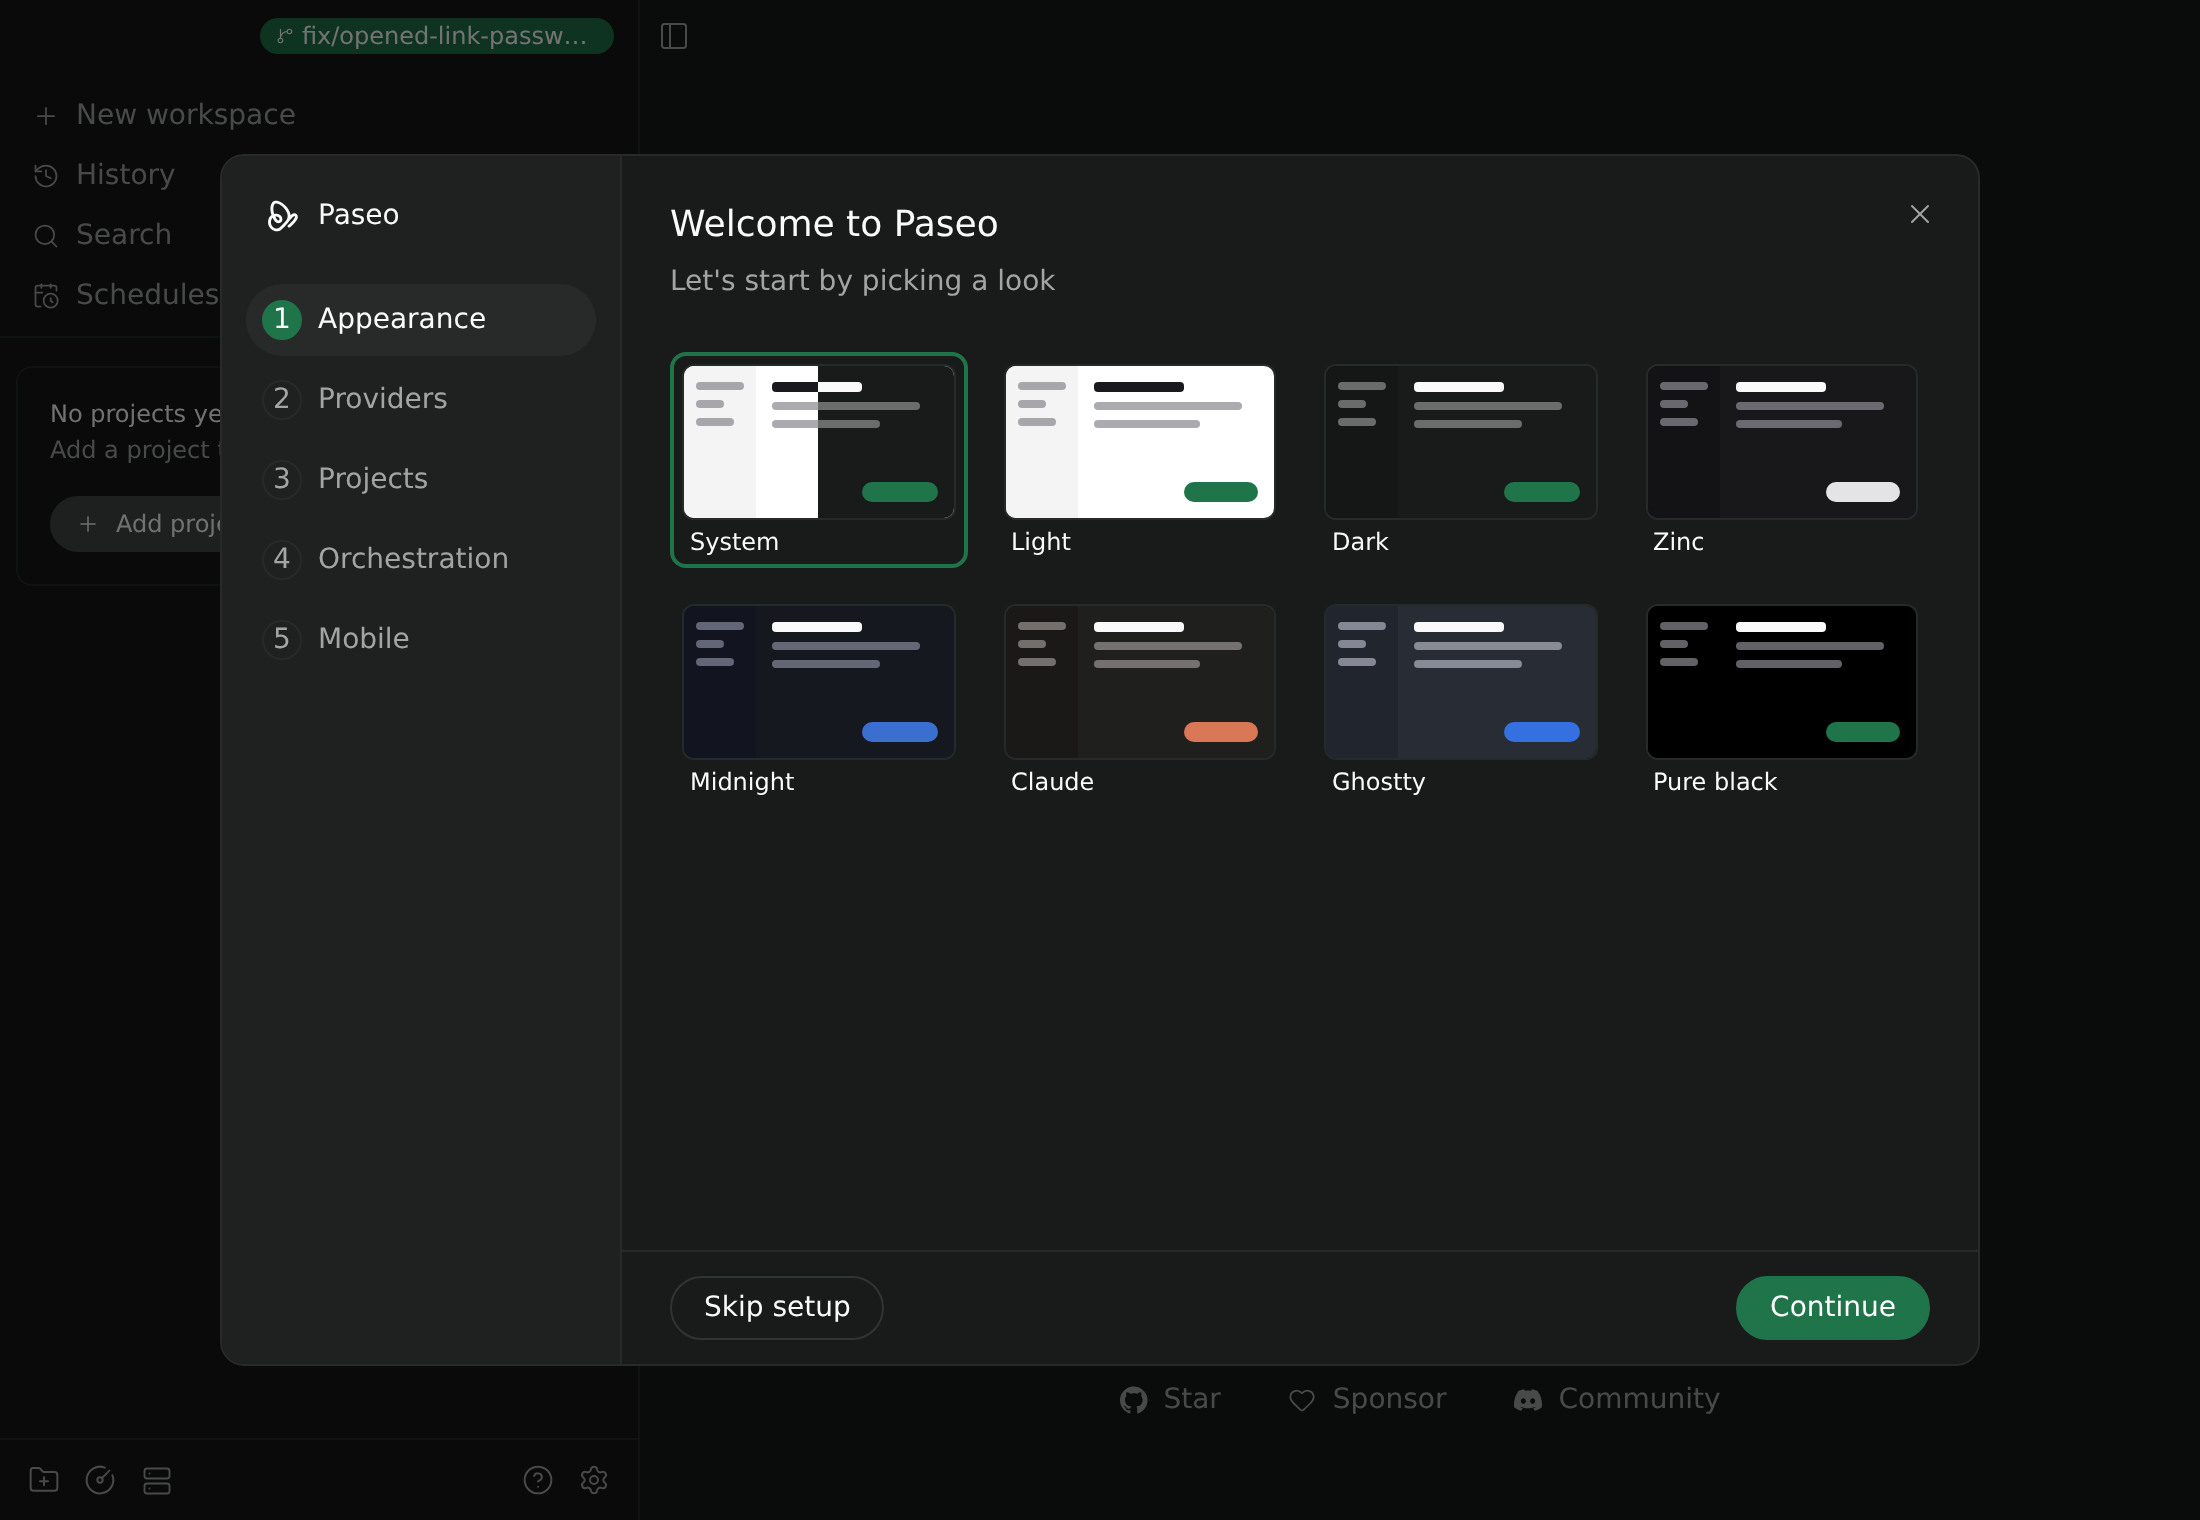 fix/opened-link-passw...
New workspace
History
Search
Schedules
No projects ye
Add a project
Add proje
Paseo
1 Appearance
2 Providers
3 Projects
4 Orchestration
5 Mobile
Welcome to Paseo
Let's start by picking a look
System
Light
Dark
Zinc
Midnight
Claude
Ghostty
Pure black
Skip setup
Continue
Star
Sponsor
Community